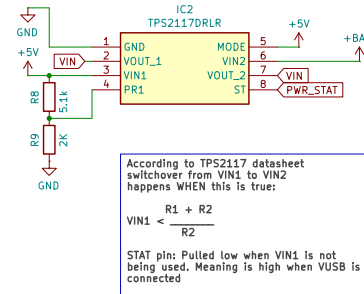 IC2
TPS2117DRLR
GND
+5V
VIN
1 GND
2 VOUT_1
3 VIN1
4 PR1
MODE 5
VIN2 6
VOUT_2 7
ST 8
+5V
+BA
VIN
PWR_STAT
R8
5.1k
R9
2K
GND
According to TPS2117 datasheet
switchover from VIN1 to VIN2
happens WHEN this is true:
R1 + R2
VIN1 < ______
R2
STAT pin: Pulled low when VIN1 is not
being used. Meaning is high when VUSB is
connected